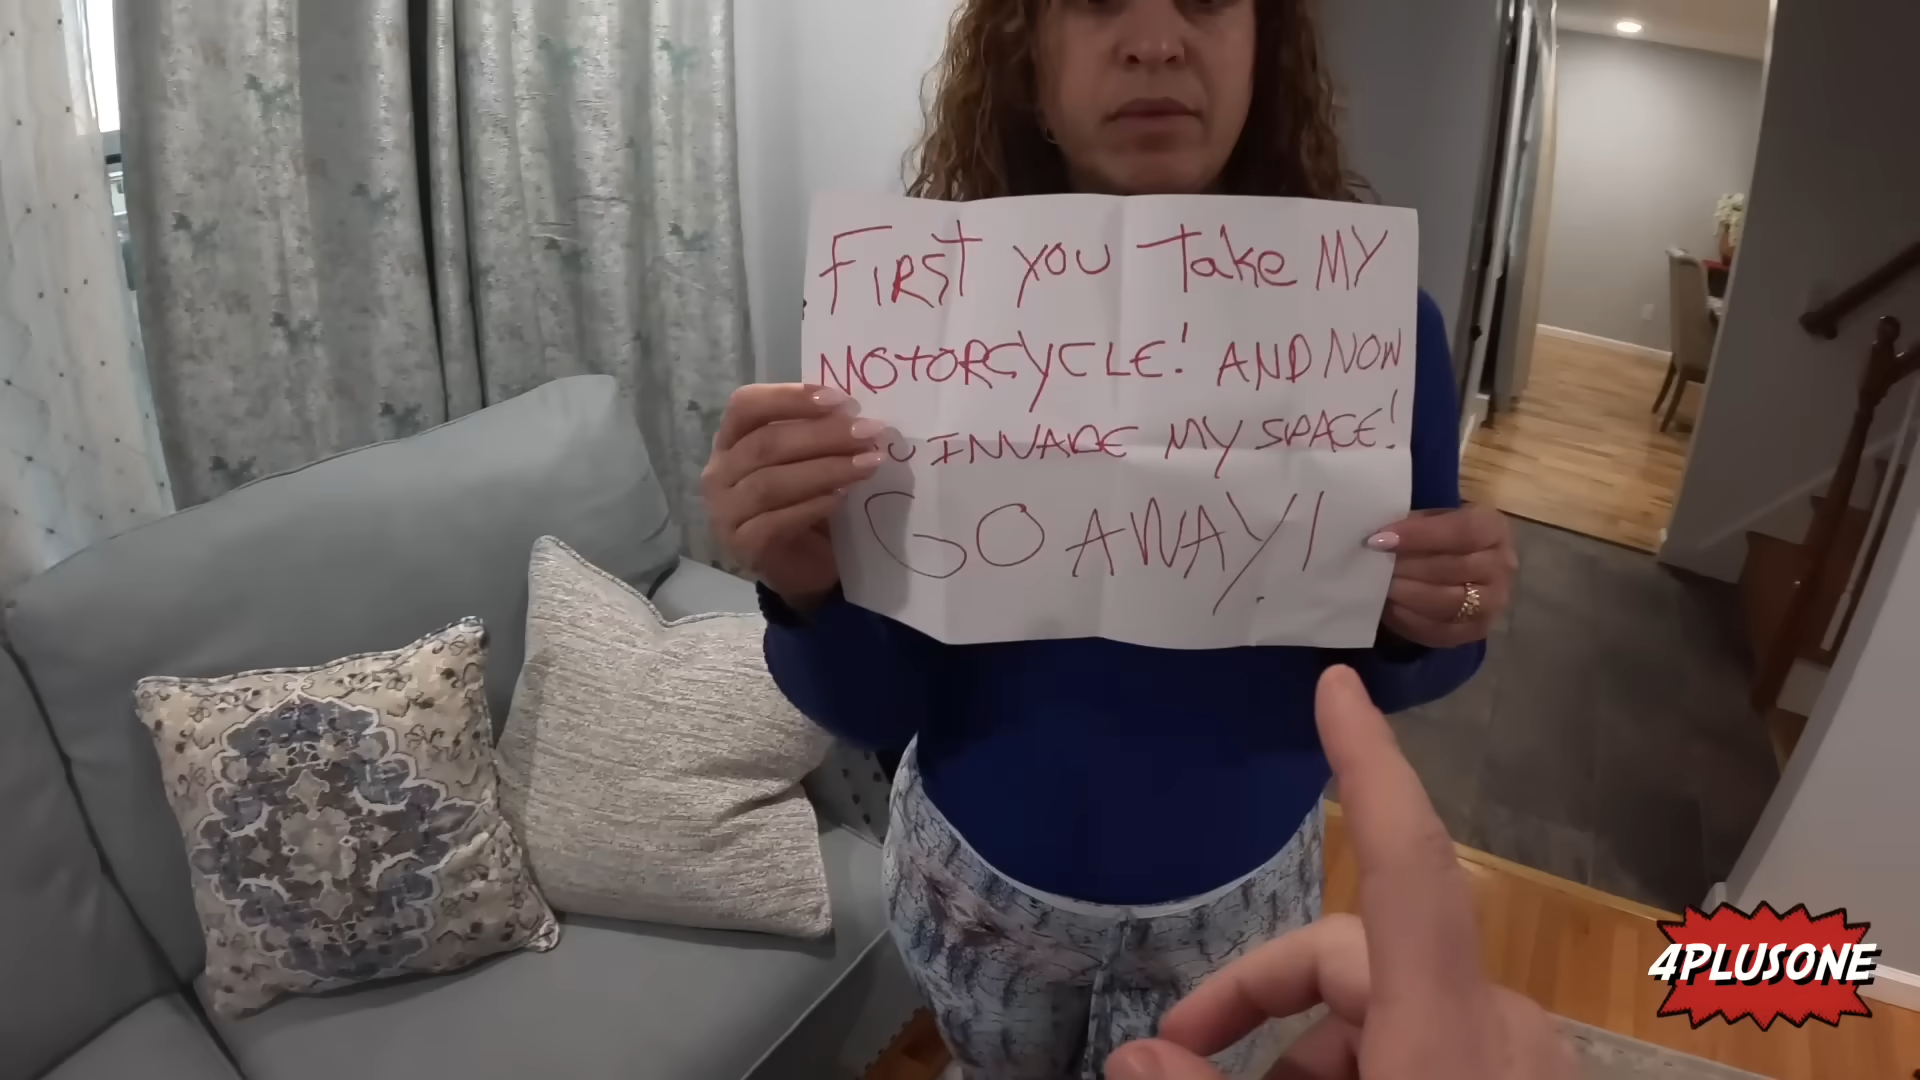 FIRST YOU Take MY
MOTORCYCLE! AND NOW
INVADE MY SPACE!
GO AWAY!
4PLUSONE